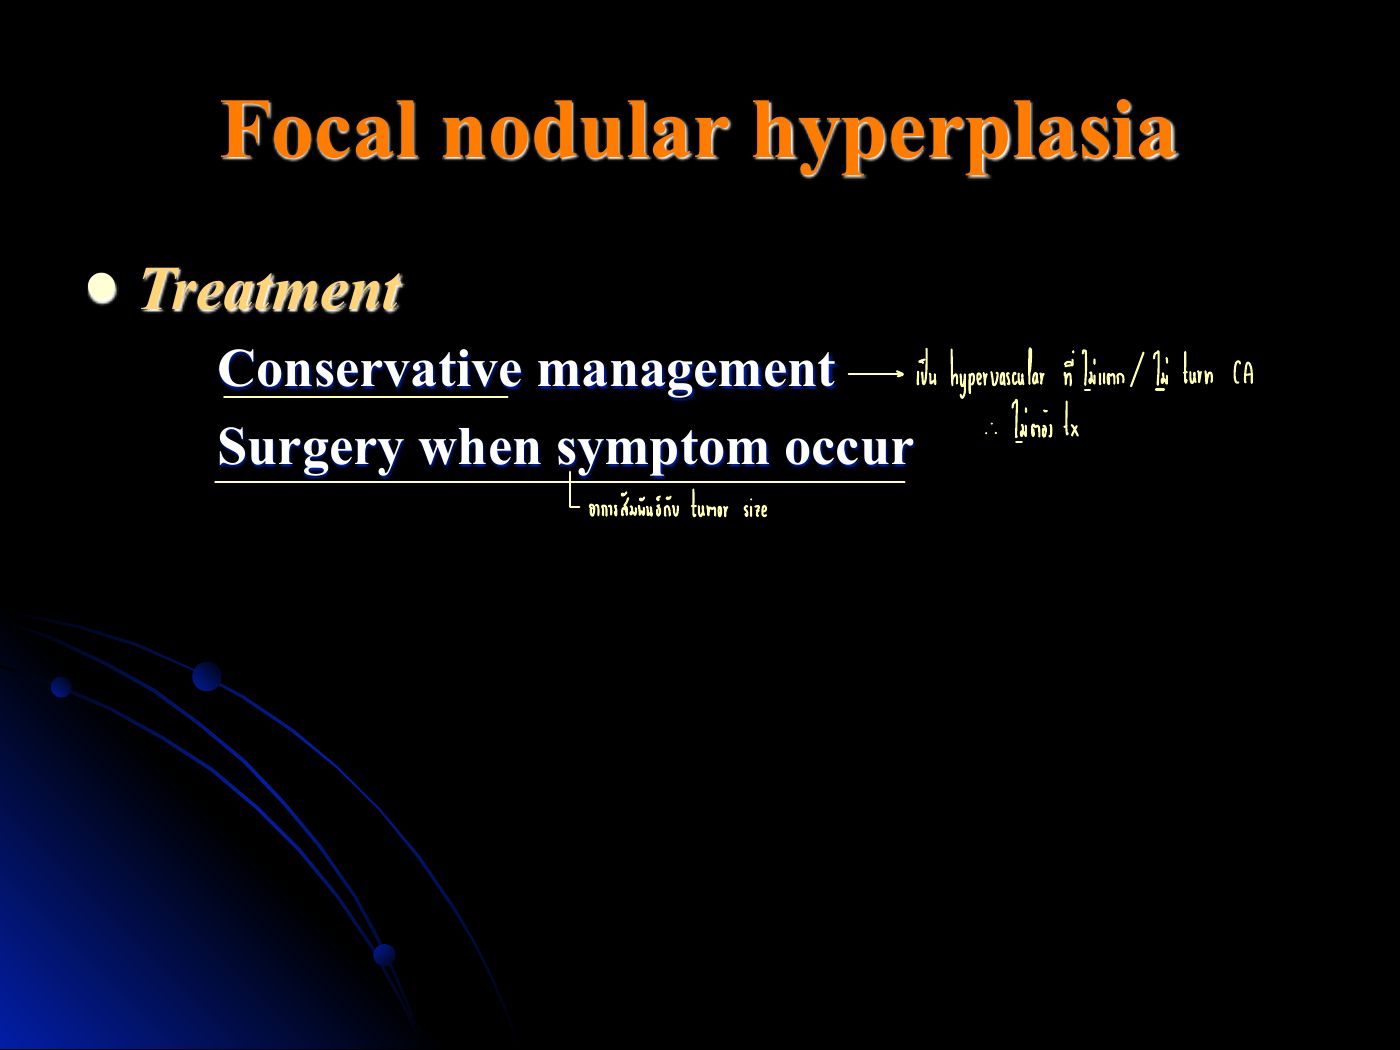 Focal nodular hyperplasia
Treatment
Conservative management → เป็น hypervascular ที่ ไม่แตก / ไม่ turn CA
∴ ไม่ต้อง tx
Surgery when symptom occur
อาการสัมพันธ์กับ tumor size